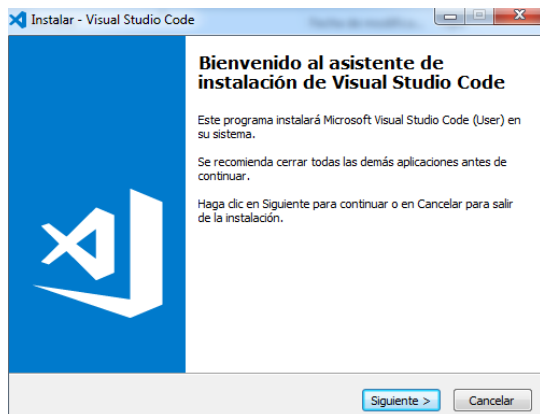 Instalar - Visual Studio Code
Bienvenido al asistente de
instalación de Visual Studio Code
Este programa instalará Microsoft Visual Studio Code (User) en
su sistema.
Se recomienda cerrar todas las demás aplicaciones antes de
continuar.
Haga clic en Siguiente para continuar o en Cancelar para salir
de la instalación.
Siguiente > Cancelar